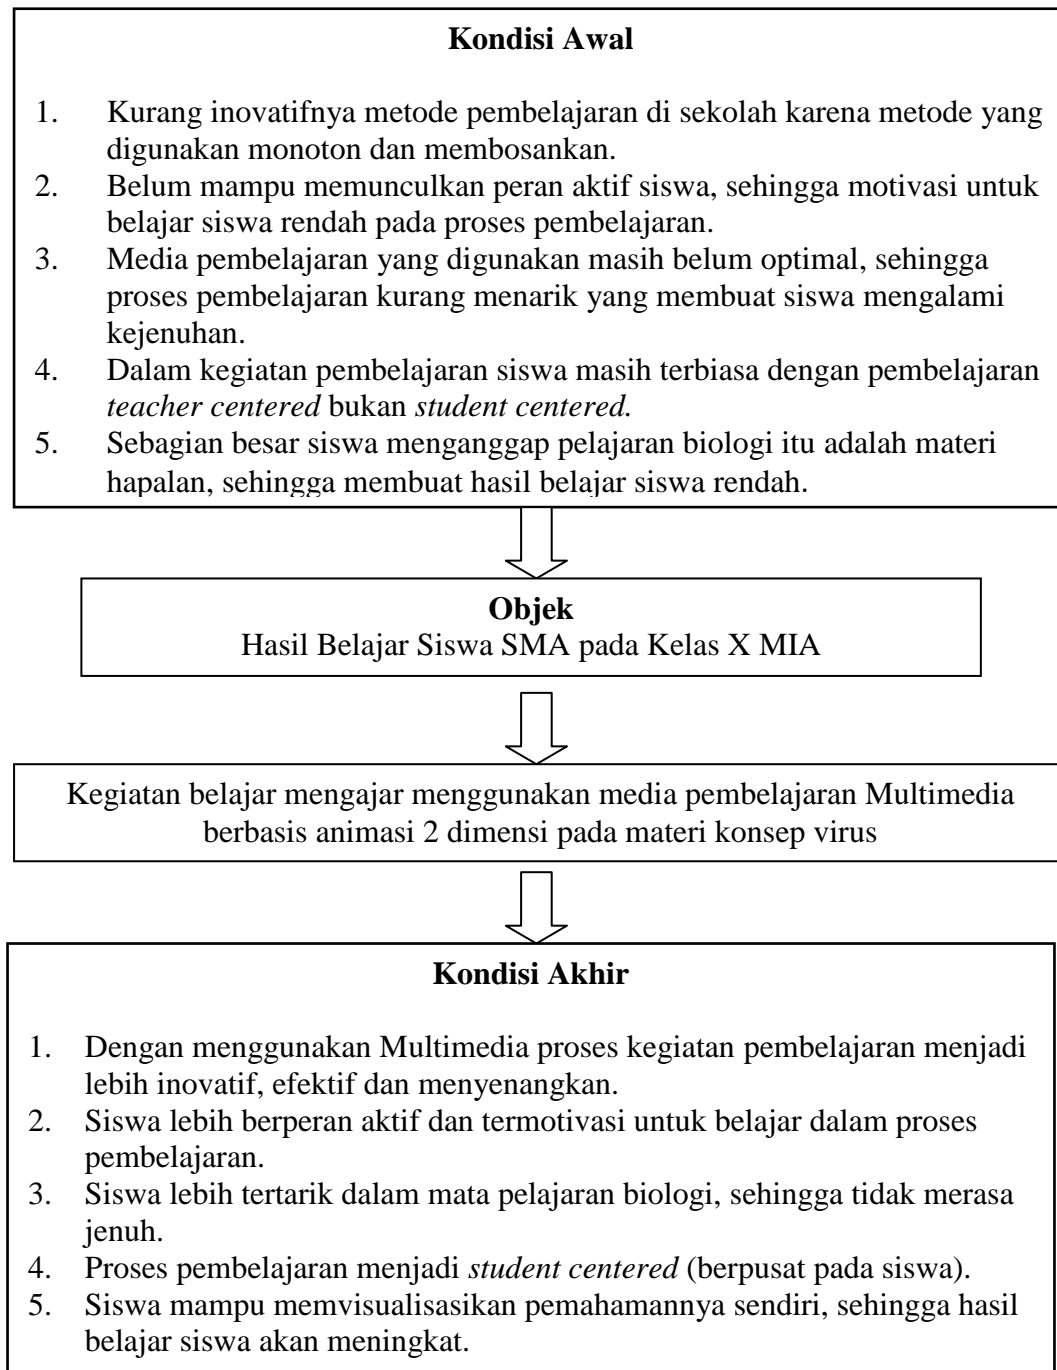 Kondisi Awal
1. Kurang inovatifnya metode pembelajaran di sekolah karena metode yang
digunakan monoton dan membosankan.
2. Belum mampu memunculkan peran aktif siswa, sehingga motivasi untuk
belajar siswa rendah pada proses pembelajaran.
3. Media pembelajaran yang digunakan masih belum optimal, sehingga
proses pembelajaran kurang menarik yang membuat siswa mengalami
kejenuhan.
4. Dalam kegiatan pembelajaran siswa masih terbiasa dengan pembelajaran
teacher centered bukan student centered.
5. Sebagian besar siswa menganggap pelajaran biologi itu adalah materi
hapalan, sehingga membuat hasil belajar siswa rendah.
Objek
Hasil Belajar Siswa SMA pada Kelas X MIA
Kegiatan belajar mengajar menggunakan media pembelajaran Multimedia
berbasis animasi 2 dimensi pada materi konsep virus
Kondisi Akhir
1. Dengan menggunakan Multimedia proses kegiatan pembelajaran menjadi
lebih inovatif, efektif dan menyenangkan.
2. Siswa lebih berperan aktif dan termotivasi untuk belajar dalam proses
pembelajaran.
3. Siswa lebih tertarik dalam mata pelajaran biologi, sehingga tidak merasa
jenuh.
4. Proses pembelajaran menjadi student centered (berpusat pada siswa).
5. Siswa mampu memvisualisasikan pemahamannya sendiri, sehingga hasil
belajar siswa akan meningkat.